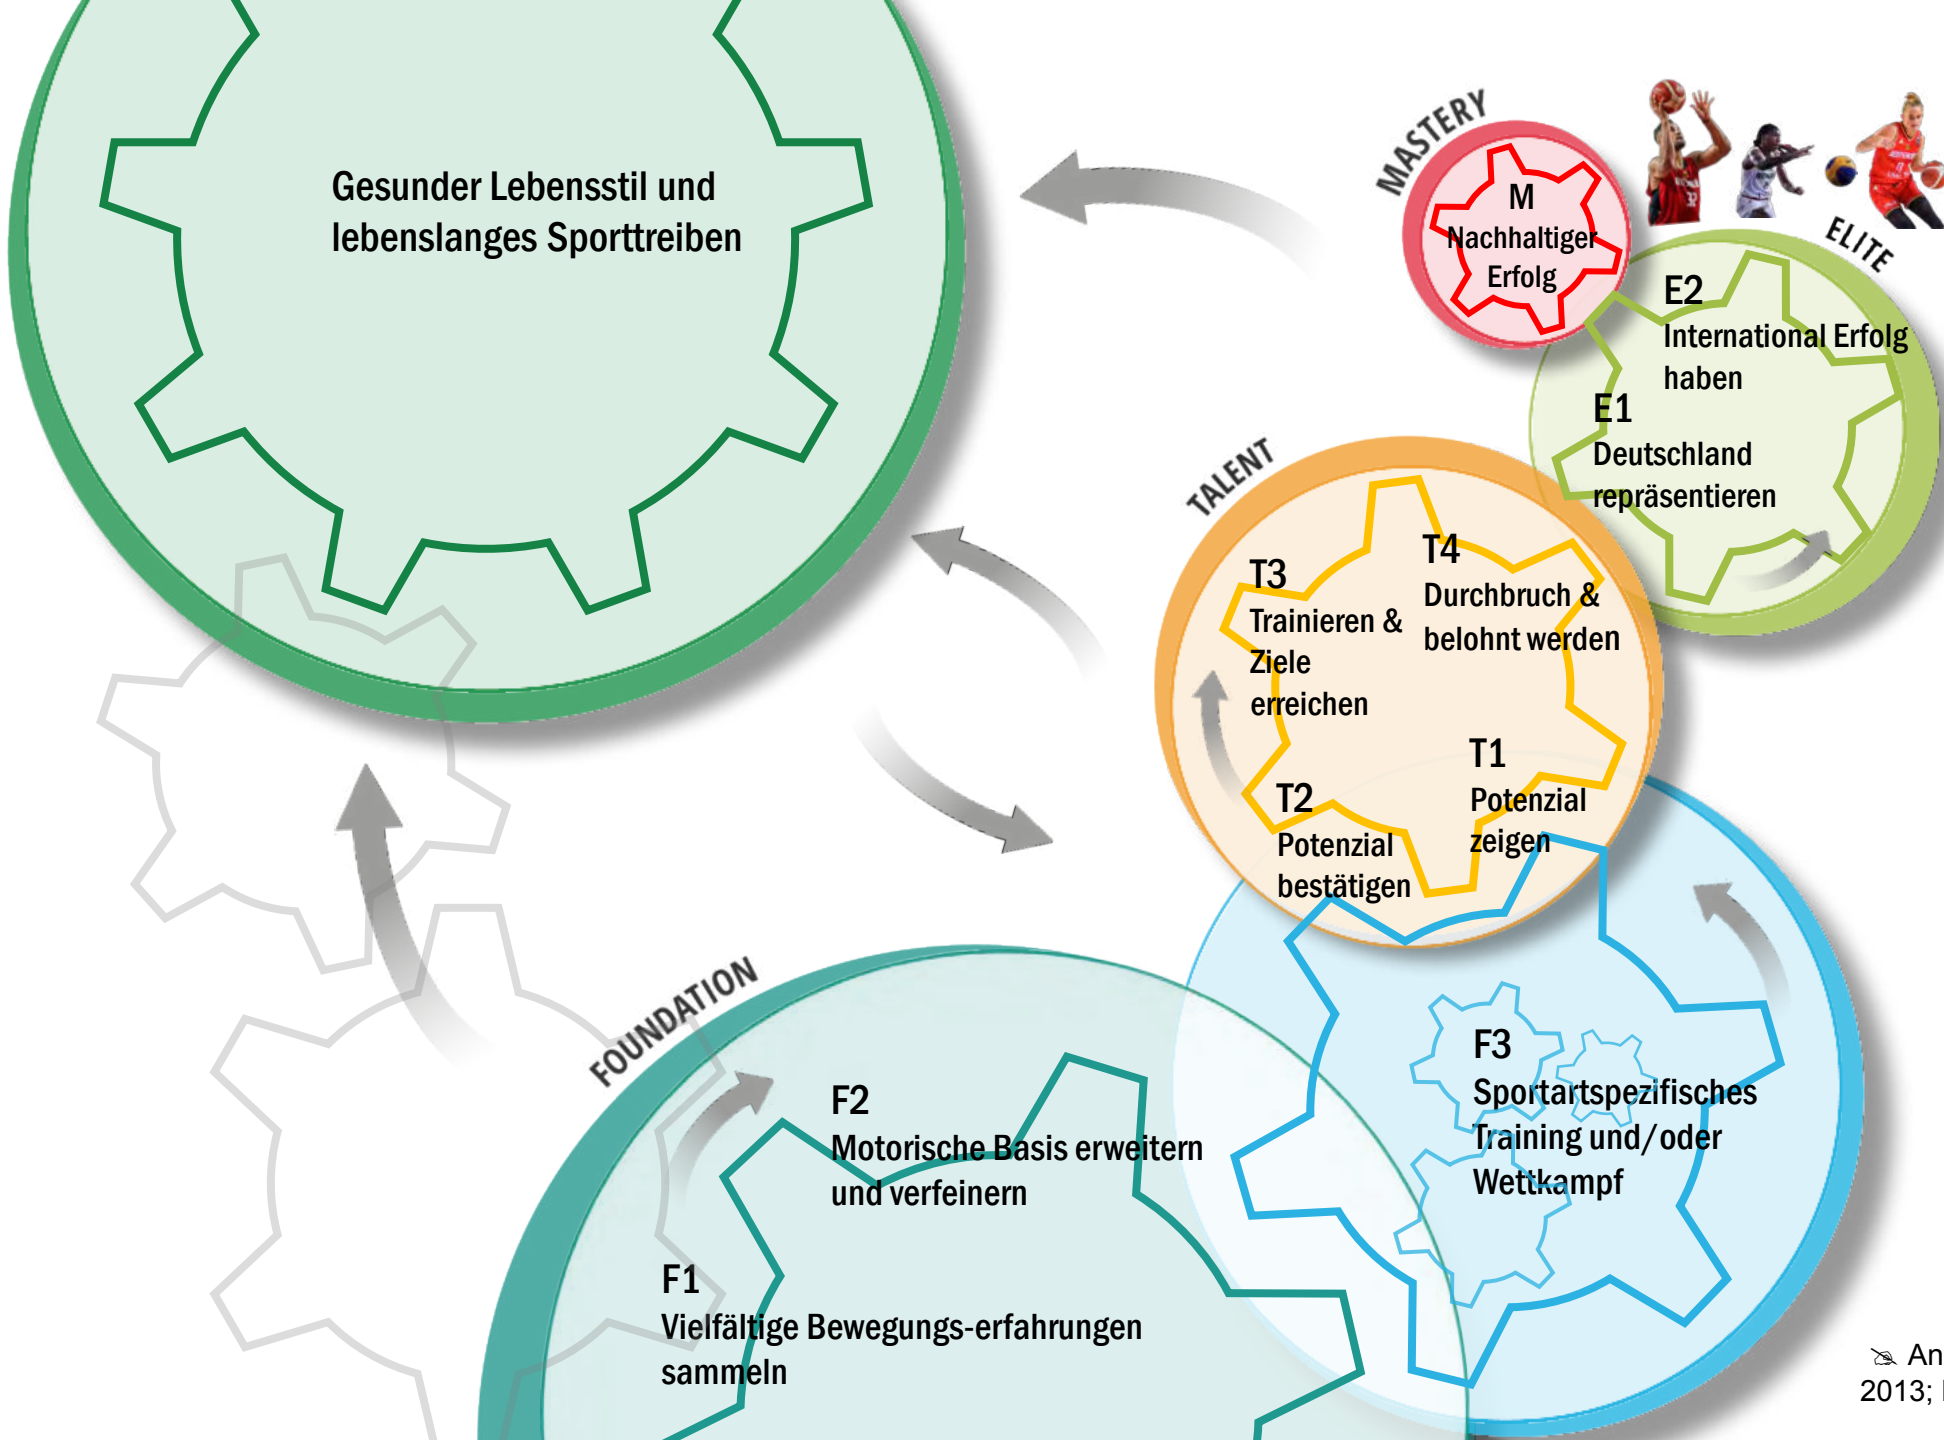 Gesunder Lebensstil und
lebenslanges Sporttreiben
MASTERY
M
Nachhaltiger
Erfolg
ELITE
E2
International Erfolg
haben
E1
Deutschland
repräsentieren
TALENT
T4
Durchbruch &
belohnt werden
T3
Trainieren &
Ziele
erreichen
T1
Potenzial
zeigen
T2
Potenzial
bestätigen
FOUNDATION
F3
Sportartspezifisches
Training und/oder
Wettkampf
F2
Motorische Basis erweitern
und verfeinern
F1
Vielfältige Bewegungs-erfahrungen
sammeln
An
2013;